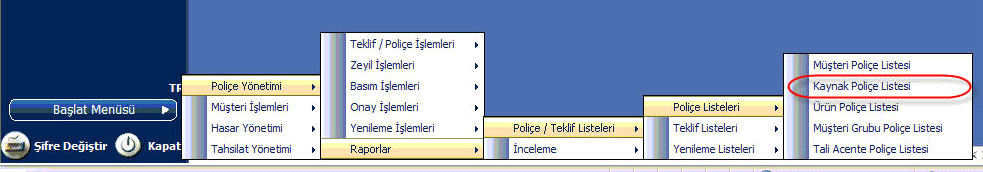 TR
Başlat Menüsü
Şifre Değiştir
Kapat
Poliçe Yönetimi
Müşteri İşlemleri
Hasar Yönetimi
Tahsilat Yönetimi
Teklif / Poliçe İşlemleri
Zeyil İşlemleri
Basım İşlemleri
Onay İşlemleri
Yenileme İşlemleri
Raporlar
Poliçe / Teklif Listeleri
İnceleme
Poliçe Listeleri
Teklif Listeleri
Yenileme Listeleri
Müşteri Poliçe Listesi
Kaynak Poliçe Listesi
Ürün Poliçe Listesi
Müşteri Grubu Poliçe Listesi
Tali Acente Poliçe Listesi